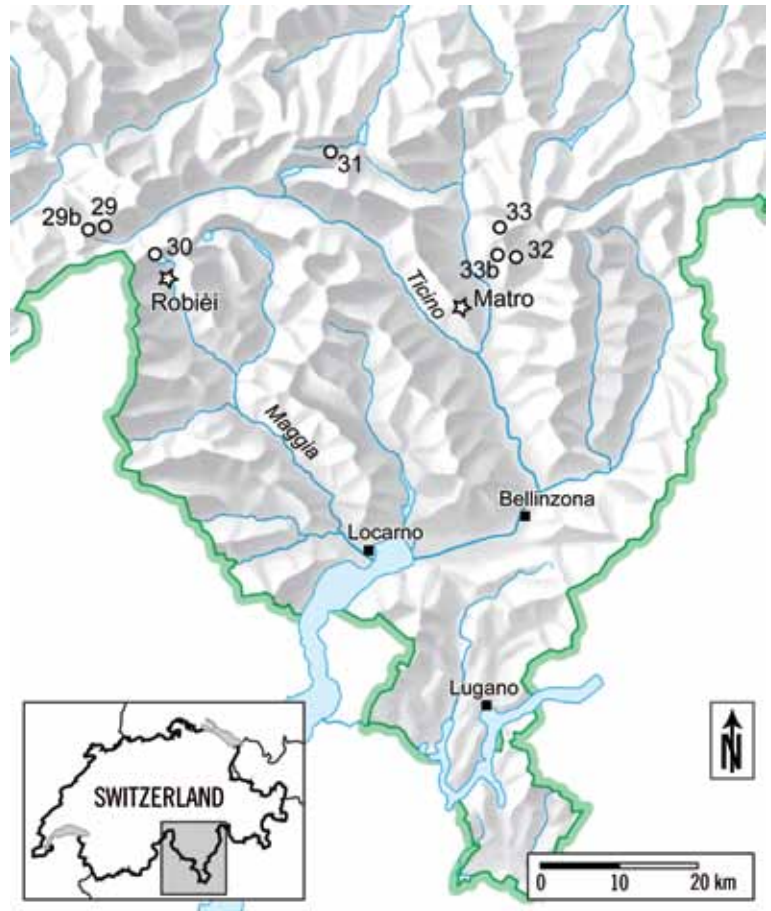 31
29b
29
33
30
33b
32
Robièi
Ticino
Matro
Maggia
Bellinzona
Locarno
Lugano
N
SWITZERLAND
0
10
20 km